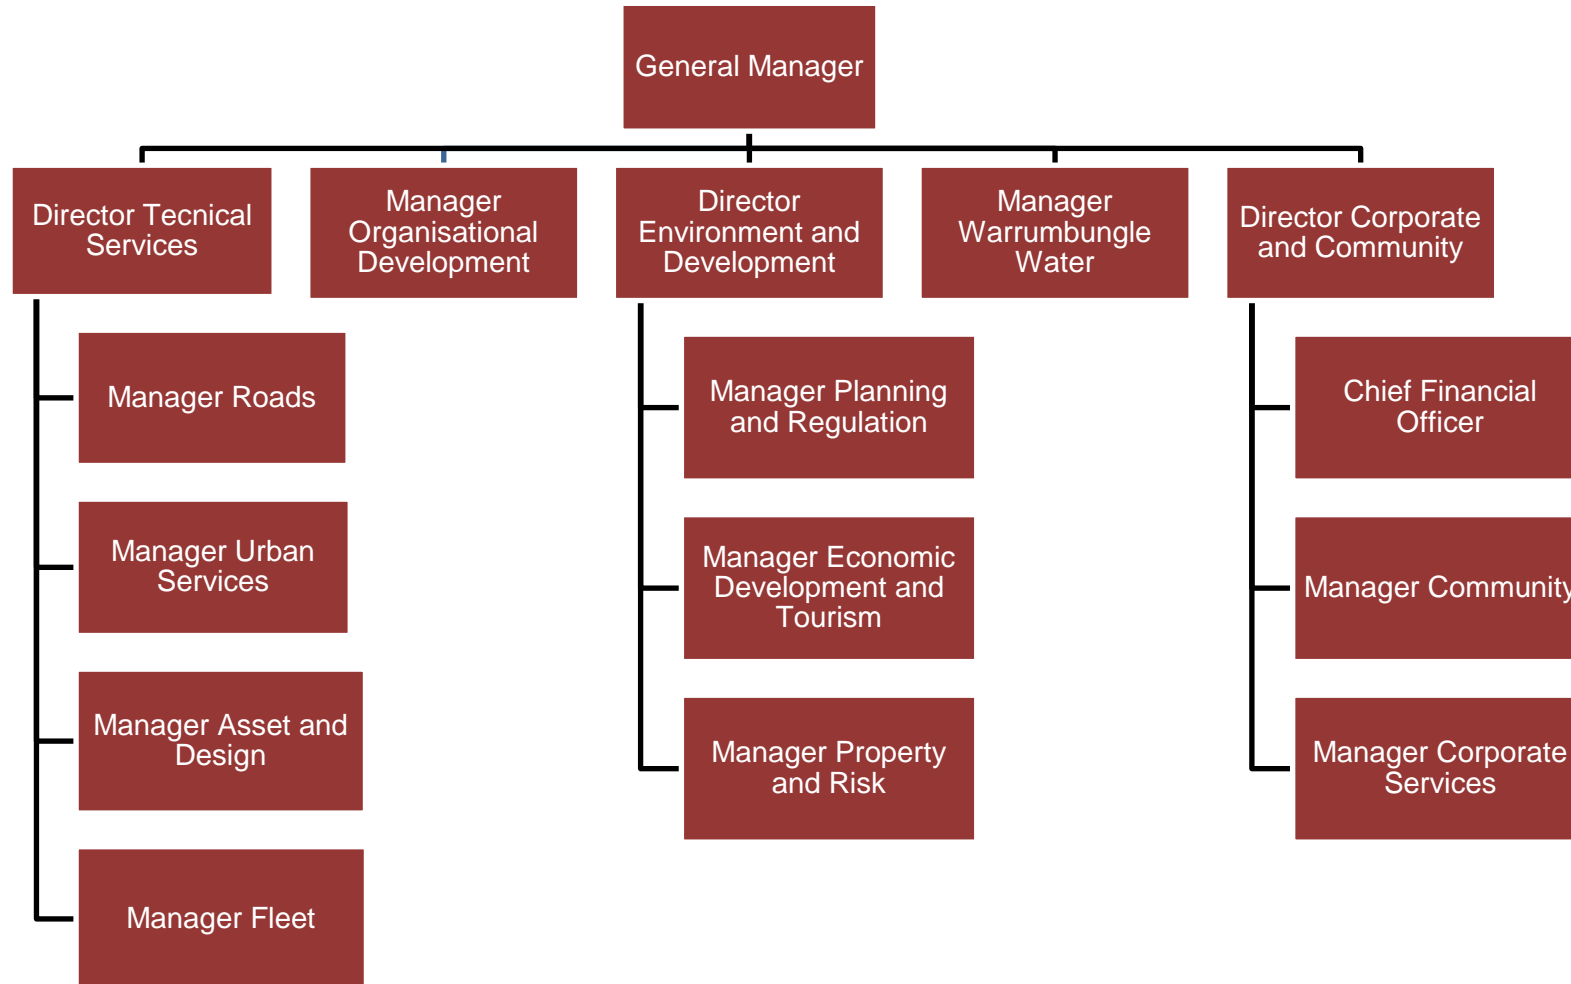 General Manager
Director Tecnical
Services
Manager
Organisational
Development
Director
Environment and
Development
Manager
Warrumbungle
Water
Director Corporate
and Community
Manager Roads
Manager Urban
Services
Manager Asset and
Design
Manager Fleet
Manager Planning
and Regulation
Manager Economic
Development and
Tourism
Manager Property
and Risk
Chief Financial
Officer
Manager Community
Manager Corporate
Services